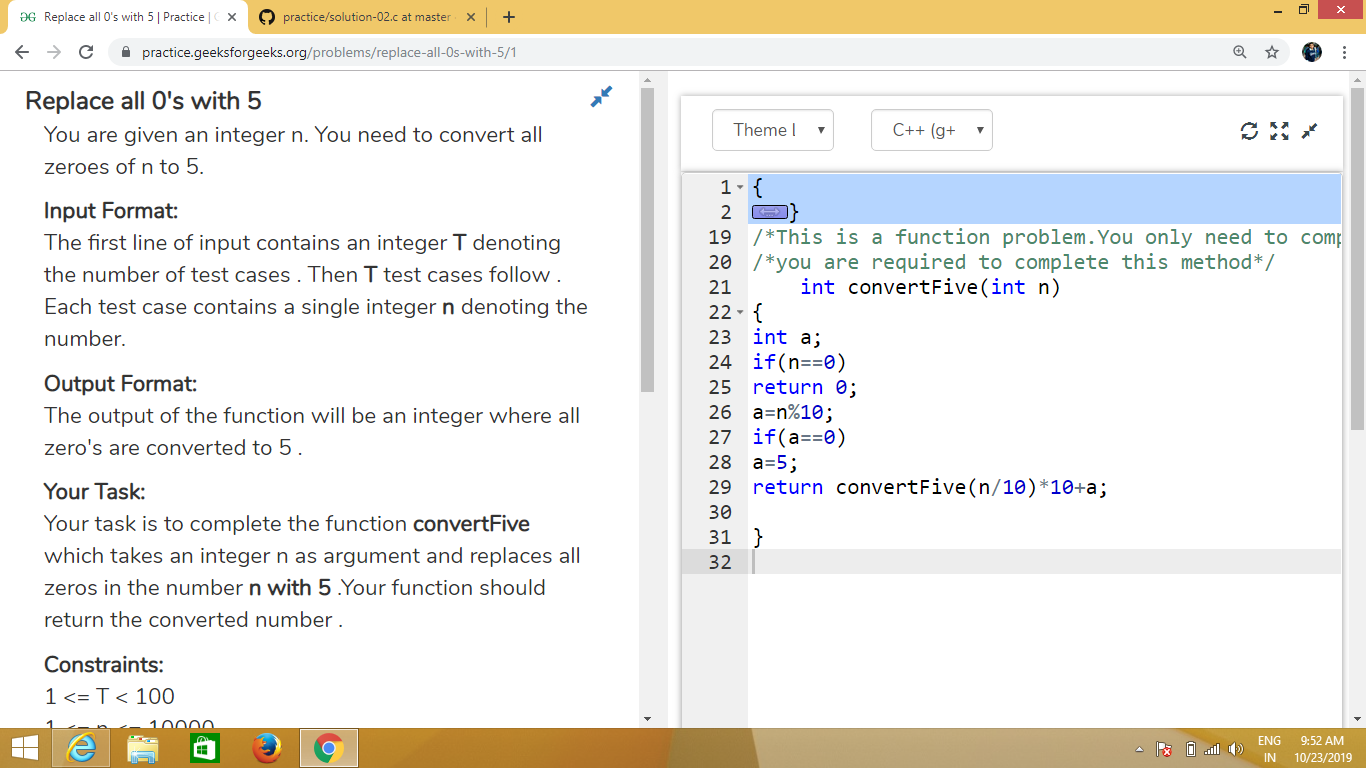 Replace all 0's with 5 | Practice | G
practice/solution-02.c at master
practice.geeksforgeeks.org/problems/replace-all-0s-with-5/1
Replace all 0's with 5
You are given an integer n. You need to convert all
zeroes of n to 5.
Input Format:
The first line of input contains an integer T denoting
the number of test cases . Then T test cases follow .
Each test case contains a single integer n denoting the
number.
Output Format:
The output of the function will be an integer where all
zero's are converted to 5 .
Your Task:
Your task is to complete the function convertFive
which takes an integer n as argument and replaces all
zeros in the number n with 5 .Your function should
return the converted number .
Constraints:
1 <= T < 100
1 <= n <= 10000
Theme l
C++ (g+
1 {
2 }
19 /*This is a function problem.You only need to comp
20 /*you are required to complete this method*/
21 int convertFive(int n)
22 {
23 int a;
24 if(n==0)
25 return 0;
26 a=n%10;
27 if(a==0)
28 a=5;
29 return convertFive(n/10)*10+a;
30
31 }
32
ENG
IN
9:52 AM
10/23/2019